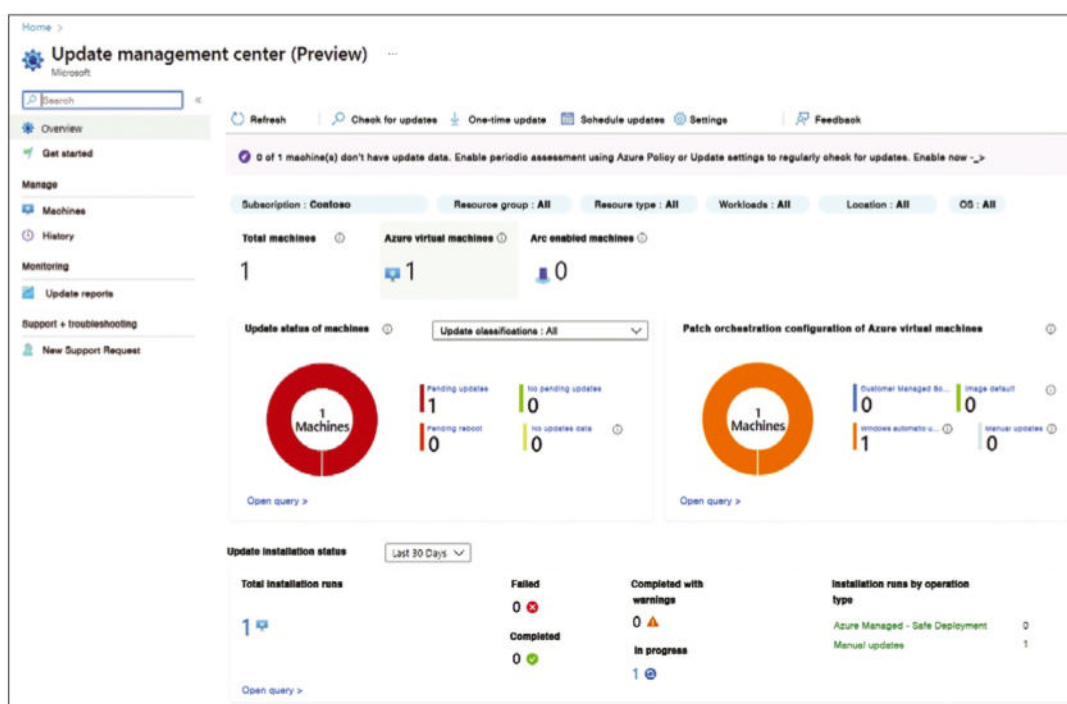 Home >
Update management center (Preview) ...
Microsoft
Search «
Overview
Get started
Manage
Machines
History
Monitoring
Update reports
Support + troubleshooting
New Support Request
Refresh Check for updates One-time update Schedule updates Settings Feedback
0 of 1 machine(s) don't have update data. Enable periodic assessment using Azure Policy or Update settings to regularly check for updates. Enable now -_>
Subscription : Contoso Resource group : All Resoure type : All Workloads : All Location : All OS : All
Total machines Azure virtual machines Arc enabled machines
1 1 0
Update status of machines Update classifications : All
1
Machines
Pending updates No pending updates
1 0
Pending reboot No updates data
0 0
Open query >
Patch orchestration configuration of Azure virtual machines
1
Machines
Customer Managed So... Image default
0 0
Windows automatic u... Manual updates
1 0
Open query >
Update installation status Last 30 Days
Total installation runs
1
Open query >
Failed
0
Completed
0
Completed with
warnings
0
In progress
1
Installation runs by operation
type
Azure Managed - Safe Deployment 0
Manual updates 1